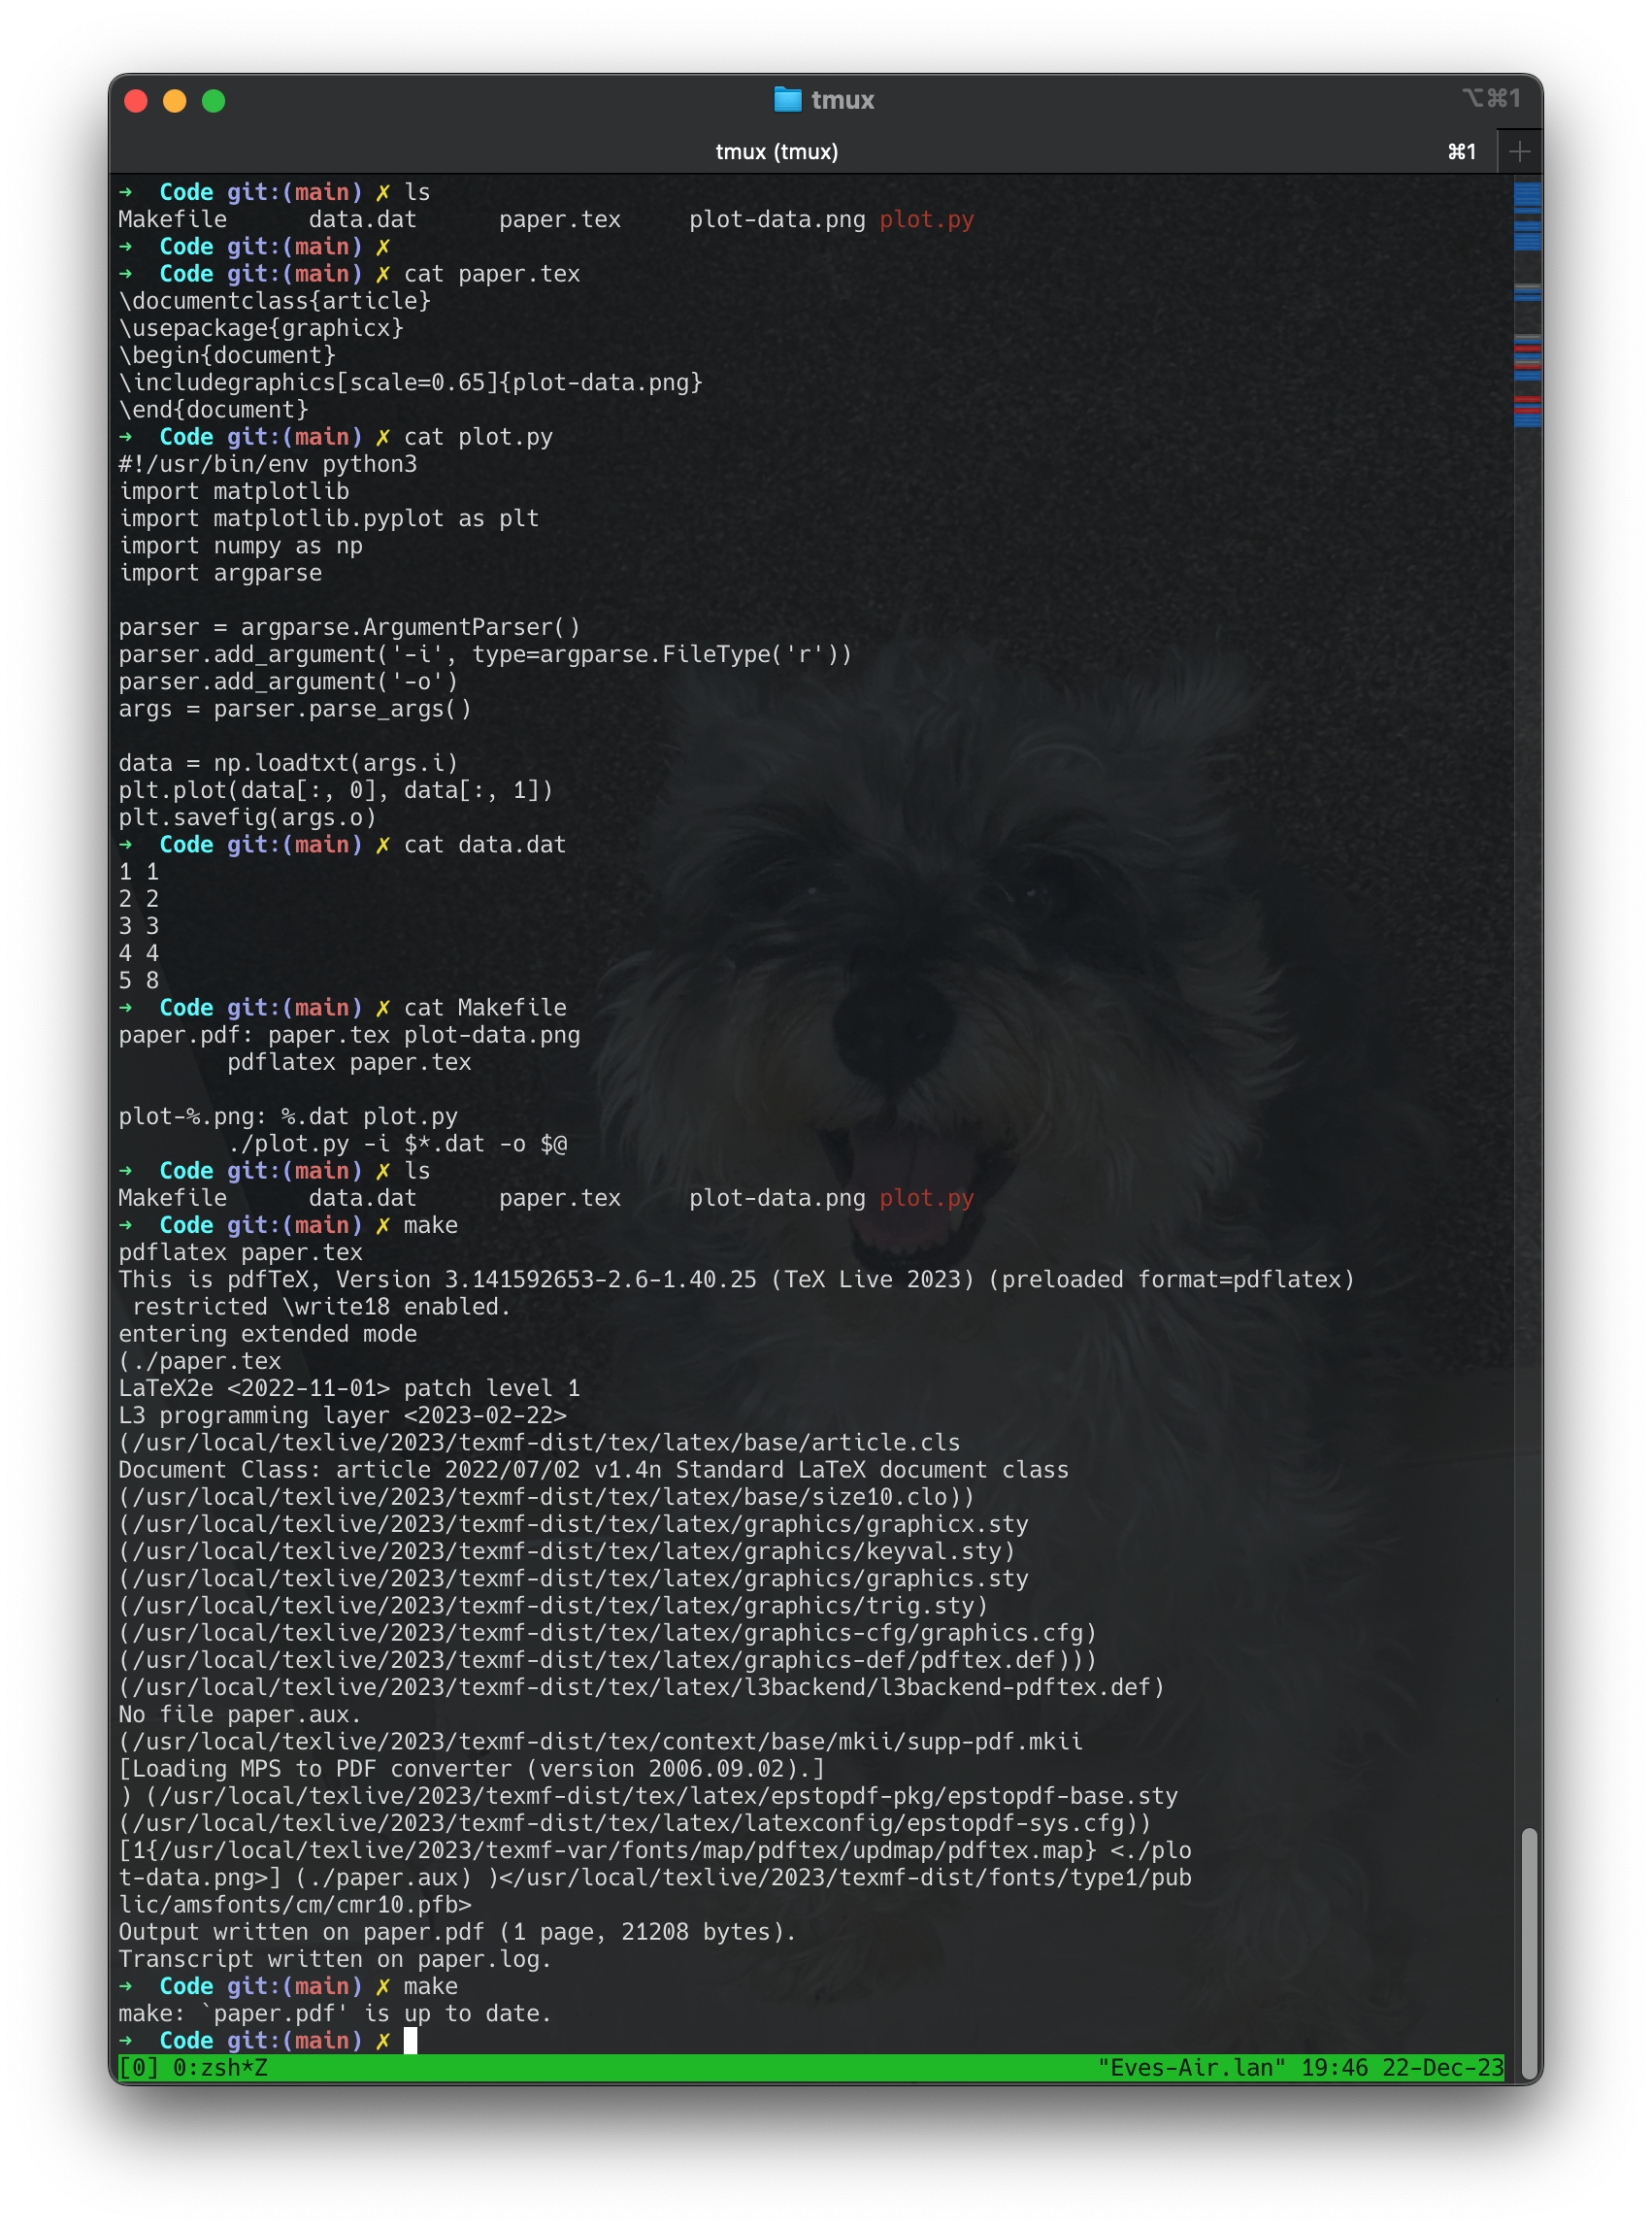 tmux
⌥⌘1
tmux (tmux)
⌘1
➜  Code git:(main) ✗ ls
Makefile      data.dat      paper.tex     plot-data.png plot.py
➜  Code git:(main) ✗
➜  Code git:(main) ✗ cat paper.tex
\documentclass{article}
\usepackage{graphicx}
\begin{document}
\includegraphics[scale=0.65]{plot-data.png}
\end{document}
➜  Code git:(main) ✗ cat plot.py
#!/usr/bin/env python3
import matplotlib
import matplotlib.pyplot as plt
import numpy as np
import argparse

parser = argparse.ArgumentParser()
parser.add_argument('-i', type=argparse.FileType('r'))
parser.add_argument('-o')
args = parser.parse_args()

data = np.loadtxt(args.i)
plt.plot(data[:, 0], data[:, 1])
plt.savefig(args.o)
➜  Code git:(main) ✗ cat data.dat
1 1
2 2
3 3
4 4
5 8
➜  Code git:(main) ✗ cat Makefile
paper.pdf: paper.tex plot-data.png
        pdflatex paper.tex

plot-%.png: %.dat plot.py
        ./plot.py -i $*.dat -o $@
➜  Code git:(main) ✗ ls
Makefile      data.dat      paper.tex     plot-data.png plot.py
➜  Code git:(main) ✗ make
pdflatex paper.tex
This is pdfTeX, Version 3.141592653-2.6-1.40.25 (TeX Live 2023) (preloaded format=pdflatex)
 restricted \write18 enabled.
entering extended mode
(./paper.tex
LaTeX2e <2022-11-01> patch level 1
L3 programming layer <2023-02-22>
(/usr/local/texlive/2023/texmf-dist/tex/latex/base/article.cls
Document Class: article 2022/07/02 v1.4n Standard LaTeX document class
(/usr/local/texlive/2023/texmf-dist/tex/latex/base/size10.clo))
(/usr/local/texlive/2023/texmf-dist/tex/latex/graphics/graphicx.sty
(/usr/local/texlive/2023/texmf-dist/tex/latex/graphics/keyval.sty)
(/usr/local/texlive/2023/texmf-dist/tex/latex/graphics/graphics.sty
(/usr/local/texlive/2023/texmf-dist/tex/latex/graphics/trig.sty)
(/usr/local/texlive/2023/texmf-dist/tex/latex/graphics-cfg/graphics.cfg)
(/usr/local/texlive/2023/texmf-dist/tex/latex/graphics-def/pdftex.def)))
(/usr/local/texlive/2023/texmf-dist/tex/latex/l3backend/l3backend-pdftex.def)
No file paper.aux.
(/usr/local/texlive/2023/texmf-dist/tex/context/base/mkii/supp-pdf.mkii
[Loading MPS to PDF converter (version 2006.09.02).]
) (/usr/local/texlive/2023/texmf-dist/tex/latex/epstopdf-pkg/epstopdf-base.sty
(/usr/local/texlive/2023/texmf-dist/tex/latex/latexconfig/epstopdf-sys.cfg))
[1{/usr/local/texlive/2023/texmf-var/fonts/map/pdftex/updmap/pdftex.map} <./plo
t-data.png>] (./paper.aux) )</usr/local/texlive/2023/texmf-dist/fonts/type1/pub
lic/amsfonts/cm/cmr10.pfb>
Output written on paper.pdf (1 page, 21208 bytes).
Transcript written on paper.log.
➜  Code git:(main) ✗ make
make: `paper.pdf' is up to date.
➜  Code git:(main) ✗
[0] 0:zsh*Z "Eves-Air.lan" 19:46 22-Dec-23